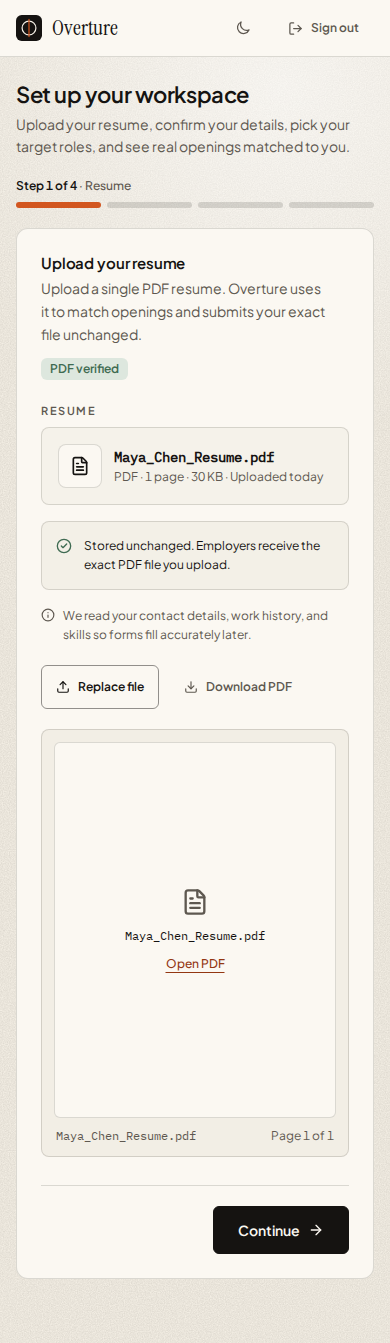 Overture
Sign out
Set up your workspace
Upload your resume, confirm your details, pick your
target roles, and see real openings matched to you.
Step 1 of 4 · Resume
Upload your resume
Upload a single PDF resume. Overture uses
it to match openings and submits your exact
file unchanged.
PDF verified
RESUME
Maya_Chen_Resume.pdf
PDF · 1 page · 30 KB · Uploaded today
Stored unchanged. Employers receive the
exact PDF file you upload.
We read your contact details, work history, and
skills so forms fill accurately later.
Replace file
Download PDF
Maya_Chen_Resume.pdf
Open PDF
Maya_Chen_Resume.pdf
Page 1 of 1
Continue